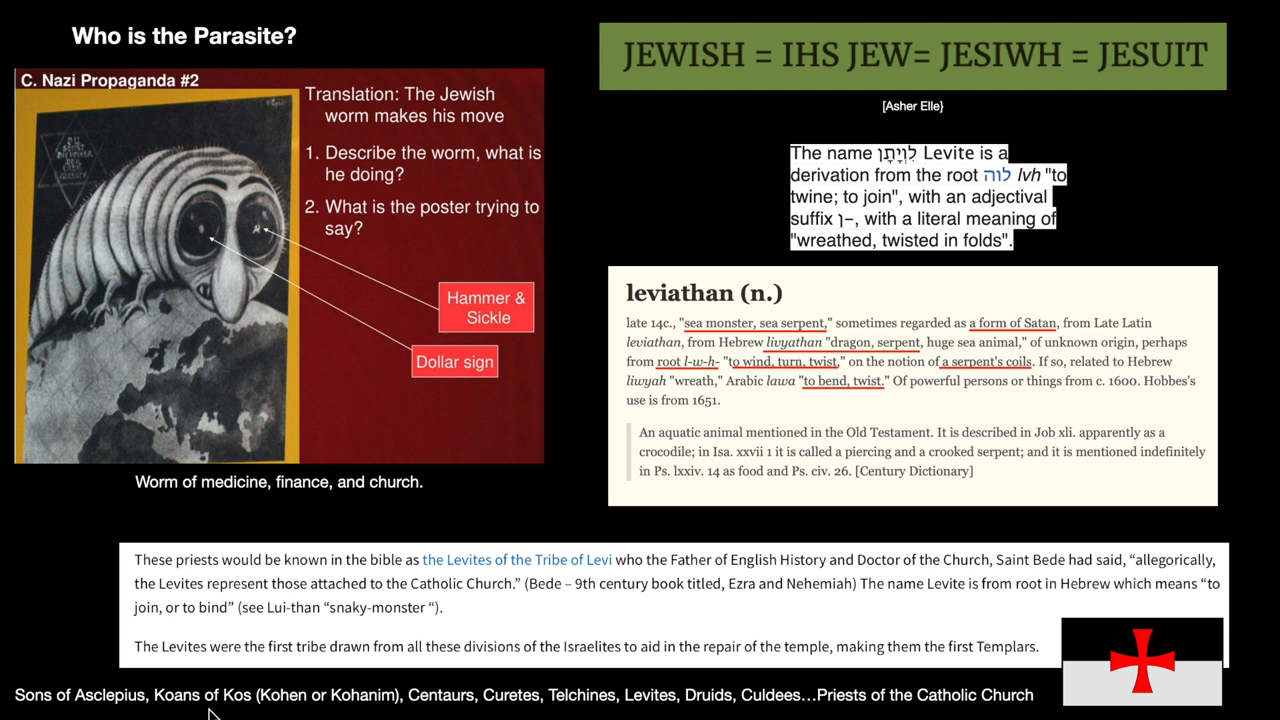 Who is the Parasite?
C. Nazi Propaganda #2
Translation: The Jewish
worm makes his move
1. Describe the worm, what is
he doing?
2. What is the poster trying to
say?
Hammer &
Sickle
Dollar sign
Worm of medicine, finance, and church.
JEWISH = IHS JEW= JESIWH = JESUIT
[Asher Elle}
The name לִוְיָתָן Levite is a
derivation from the root לוה lvh "to
twine; to join", with an adjectival
suffix ן-, with a literal meaning of
"wreathed, twisted in folds".
leviathan (n.)
late 14c., "sea monster, sea serpent," sometimes regarded as a form of Satan, from Late Latin
leviathan, from Hebrew livyathan "dragon, serpent, huge sea animal," of unknown origin, perhaps
from root l-w-h- "to wind, turn, twist," on the notion of a serpent's coils. If so, related to Hebrew
liwyah "wreath," Arabic lawa "to bend, twist." Of powerful persons or things from c. 1600. Hobbes's
use is from 1651.
An aquatic animal mentioned in the Old Testament. It is described in Job xli. apparently as a
crocodile; in Isa. xxvii 1 it is called a piercing and a crooked serpent; and it is mentioned indefinitely
in Ps. lxxiv. 14 as food and Ps. civ. 26. [Century Dictionary]
These priests would be known in the bible as the Levites of the Tribe of Levi who the Father of English History and Doctor of the Church, Saint Bede had said, “allegorically,
the Levites represent those attached to the Catholic Church.” (Bede – 9th century book titled, Ezra and Nehemiah) The name Levite is from root in Hebrew which means “to
join, or to bind” (see Lui-than “snaky-monster “).
The Levites were the first tribe drawn from all these divisions of the Israelites to aid in the repair of the temple, making them the first Templars.
Sons of Asclepius, Koans of Kos (Kohen or Kohanim), Centaurs, Curetes, Telchines, Levites, Druids, Culdees...Priests of the Catholic Church